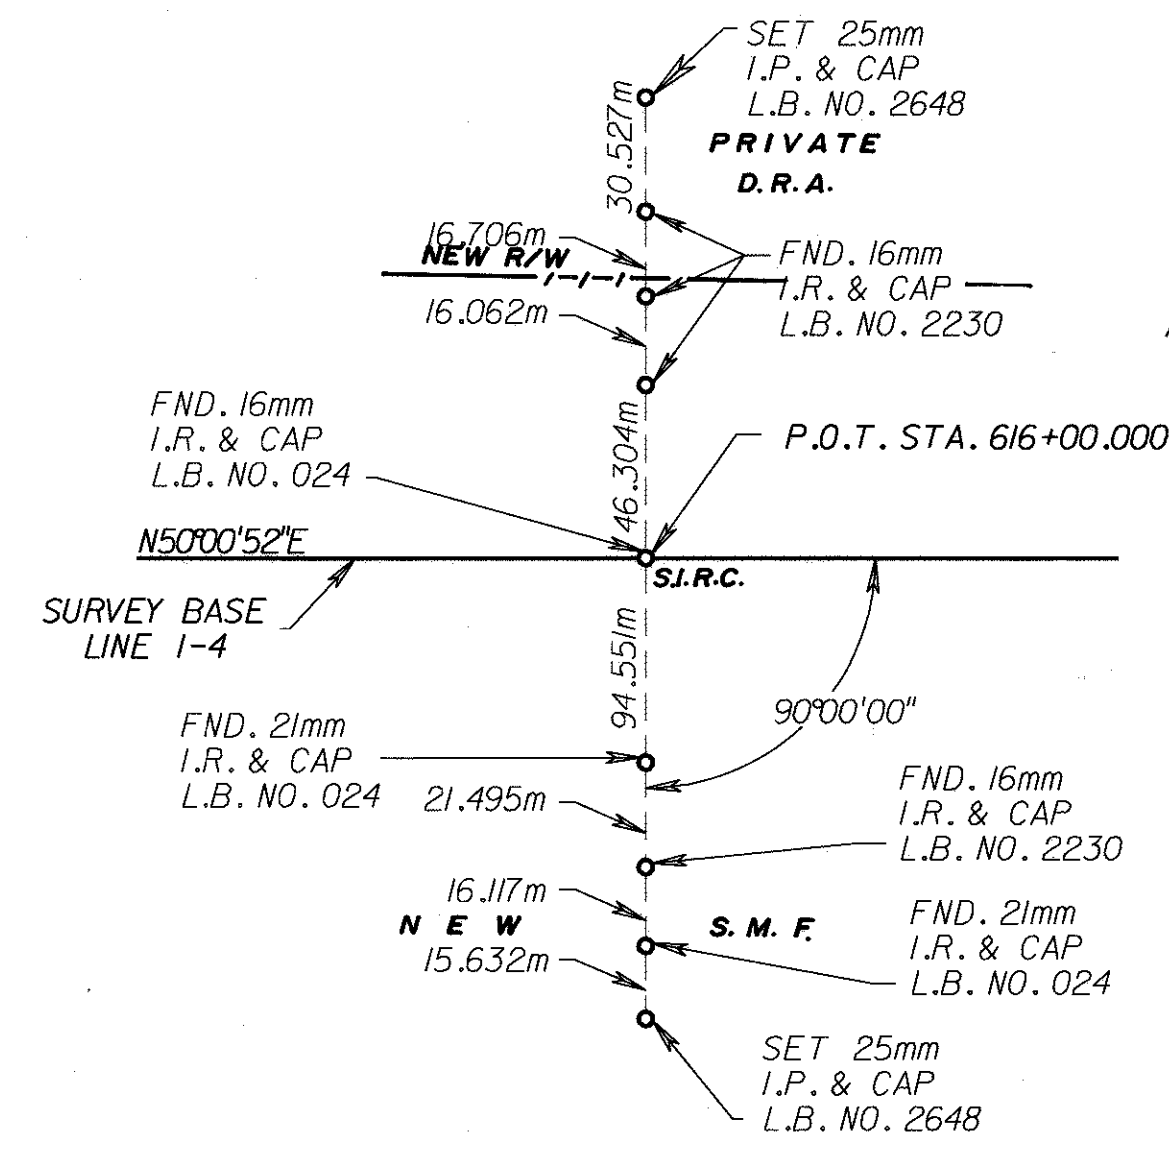 SET 25mm
I.P. & CAP
L.B. NO. 2648
30.527m
PRIVATE
D.R.A.
16.706m
NEW R/W
FND. 16mm
I.R. & CAP
L.B. NO. 2230
16.062m
FND. 16mm
I.R. & CAP
L.B. NO. 024
46.304m
P.O.T. STA. 616+00.000
N50°00'52"E
S.I.R.C.
SURVEY BASE
LINE 1-4
94.551m
90°00'00"
FND. 21mm
I.R. & CAP
L.B. NO. 024
21.495m
FND. 16mm
I.R. & CAP
L.B. NO. 2230
16.117m
NEW
S. M. F.
15.632m
FND. 21mm
I.R. & CAP
L.B. NO. 024
SET 25mm
I.P. & CAP
L.B. NO. 2648